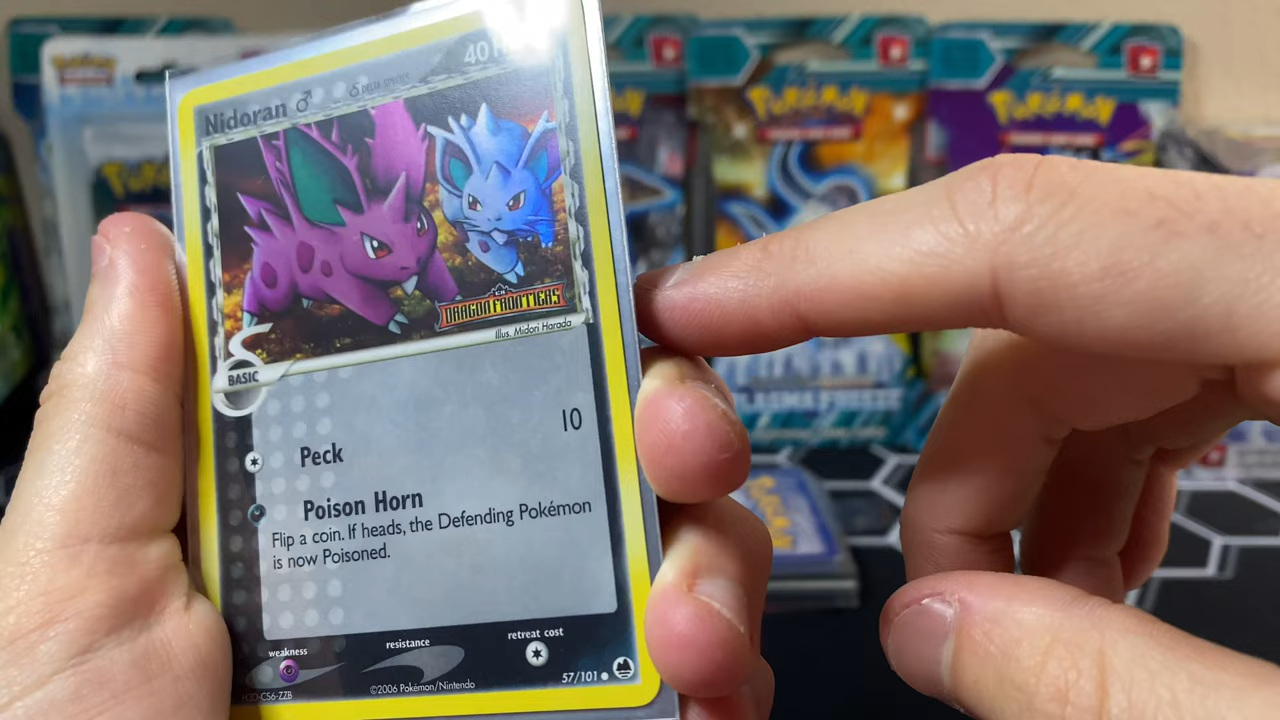 Nidoran ♂ δ DELTA SPECIES 40
EX
DRAGON FRONTIERS
Illus. Midori Harada
BASIC
Peck 10
Poison Horn
Flip a coin. If heads, the Defending Pokémon
is now Poisoned.
weakness resistance retreat cost
©2006 Pokémon/Nintendo 57/101
Pokémon
Pokémon
PLASMA FREEZE